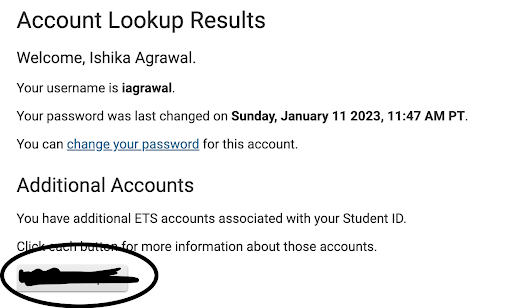 Account Lookup Results
Welcome, Ishika Agrawal.
Your username is iagrawal.
Your password was last changed on Sunday, January 11 2023, 11:47 AM PT.
You can change your password for this account.
Additional Accounts
You have additional ETS accounts associated with your Student ID.
Click each button for more information about those accounts.